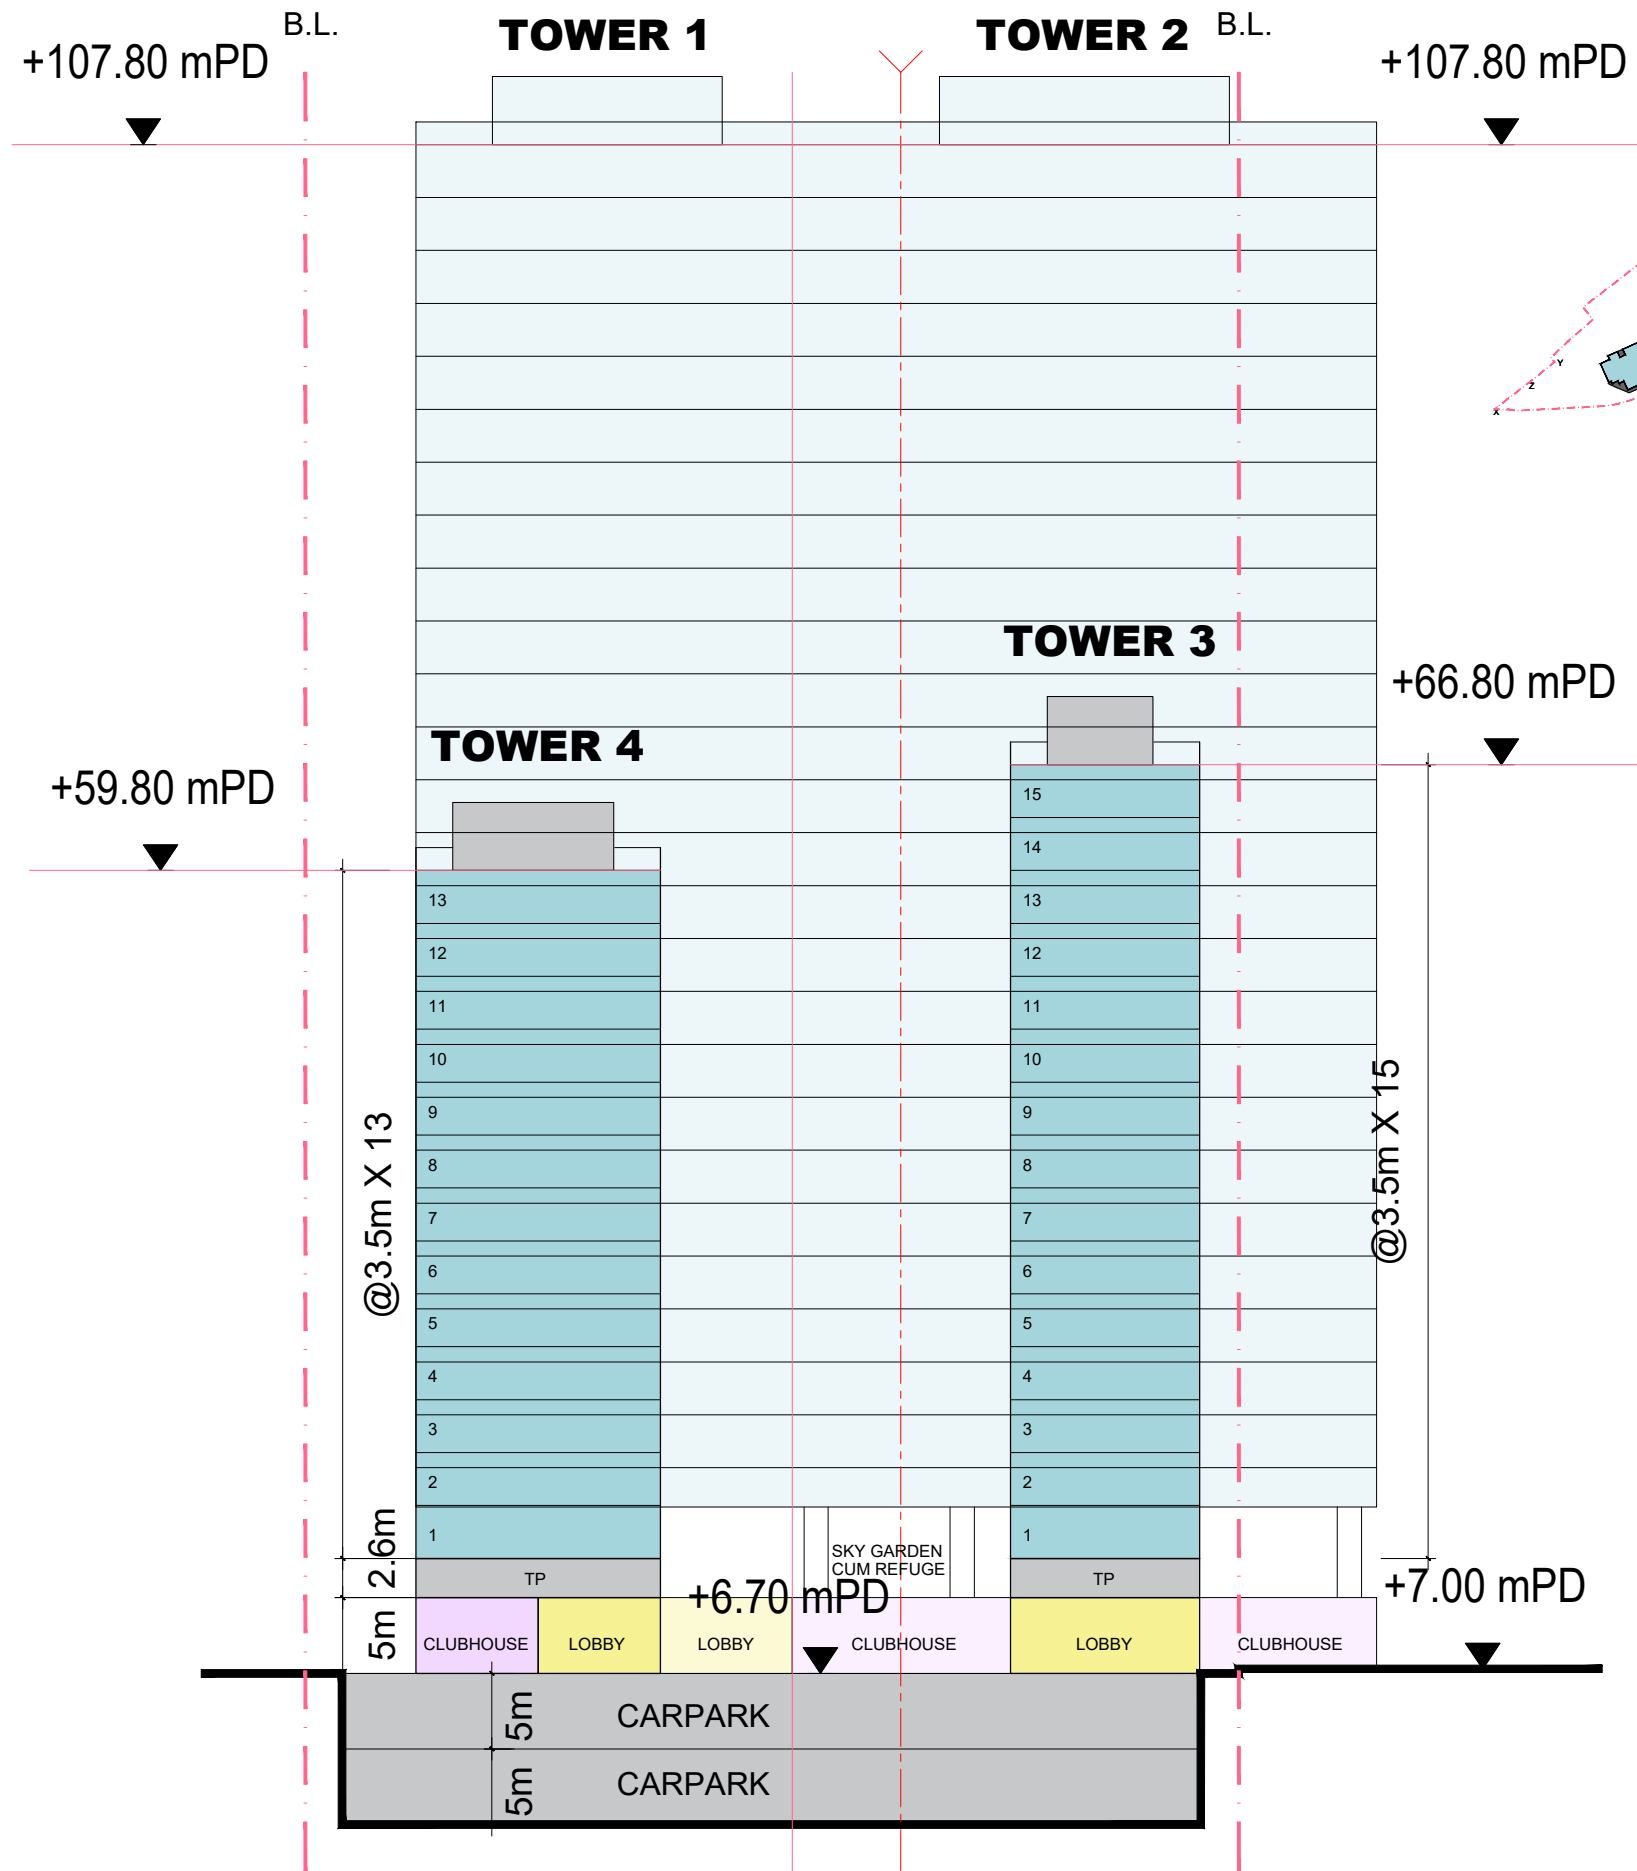 B.L.
TOWER 1
TOWER 2
B.L.
+107.80 mPD
+107.80 mPD
Y
Z
X
TOWER 3
+66.80 mPD
TOWER 4
+59.80 mPD
15
14
13
12
11
10
9
8
7
6
5
4
3
2
1
13
12
11
10
9
8
7
6
5
4
3
2
1
@3.5m X 13
@3.5m X 15
2.6m
5m
SKY GARDEN
CUM REFUGE
TP
TP
+6.70 mPD
+7.00 mPD
CLUBHOUSE
LOBBY
LOBBY
CLUBHOUSE
LOBBY
CLUBHOUSE
5m
CARPARK
5m
CARPARK